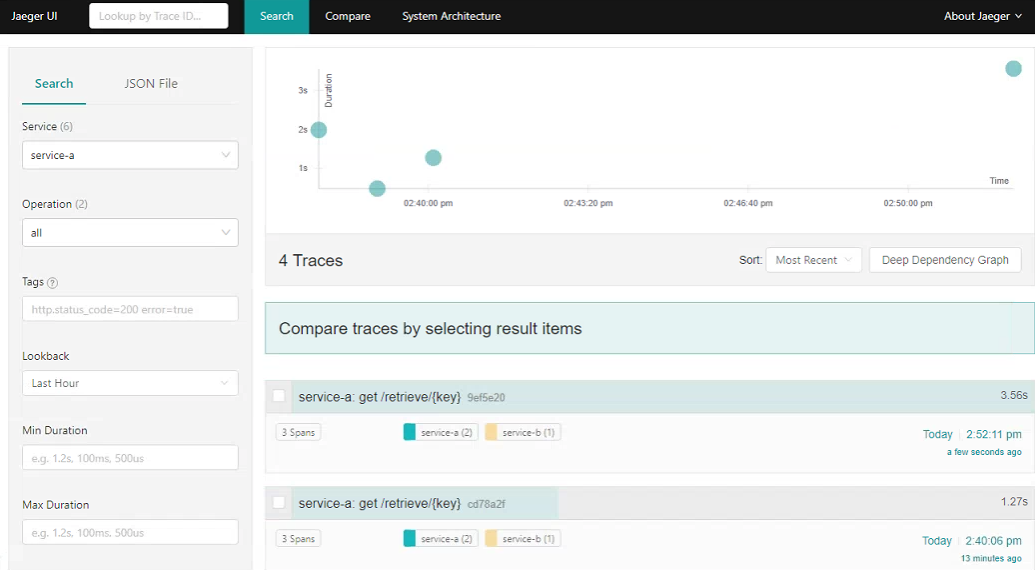 Jaeger UI Lookup by Trace ID... Search Compare System Architecture About Jaeger
Search JSON File
Service (6)
service-a
Operation (2)
all
Tags ?
http.status_code=200 error=true
Lookback
Last Hour
Min Duration
e.g. 1.2s, 100ms, 500us
Max Duration
e.g. 1.2s, 100ms, 500us
Duration
3s
2s
1s
Time
02:40:00 pm 02:43:20 pm 02:46:40 pm 02:50:00 pm
4 Traces Sort: Most Recent Deep Dependency Graph
Compare traces by selecting result items
service-a: get /retrieve/{key} 9ef5e20 3.56s
3 Spans service-a (2) service-b (1) Today 2:52:11 pm
a few seconds ago
service-a: get /retrieve/{key} cd78a2f 1.27s
3 Spans service-a (2) service-b (1) Today 2:40:06 pm
13 minutes ago